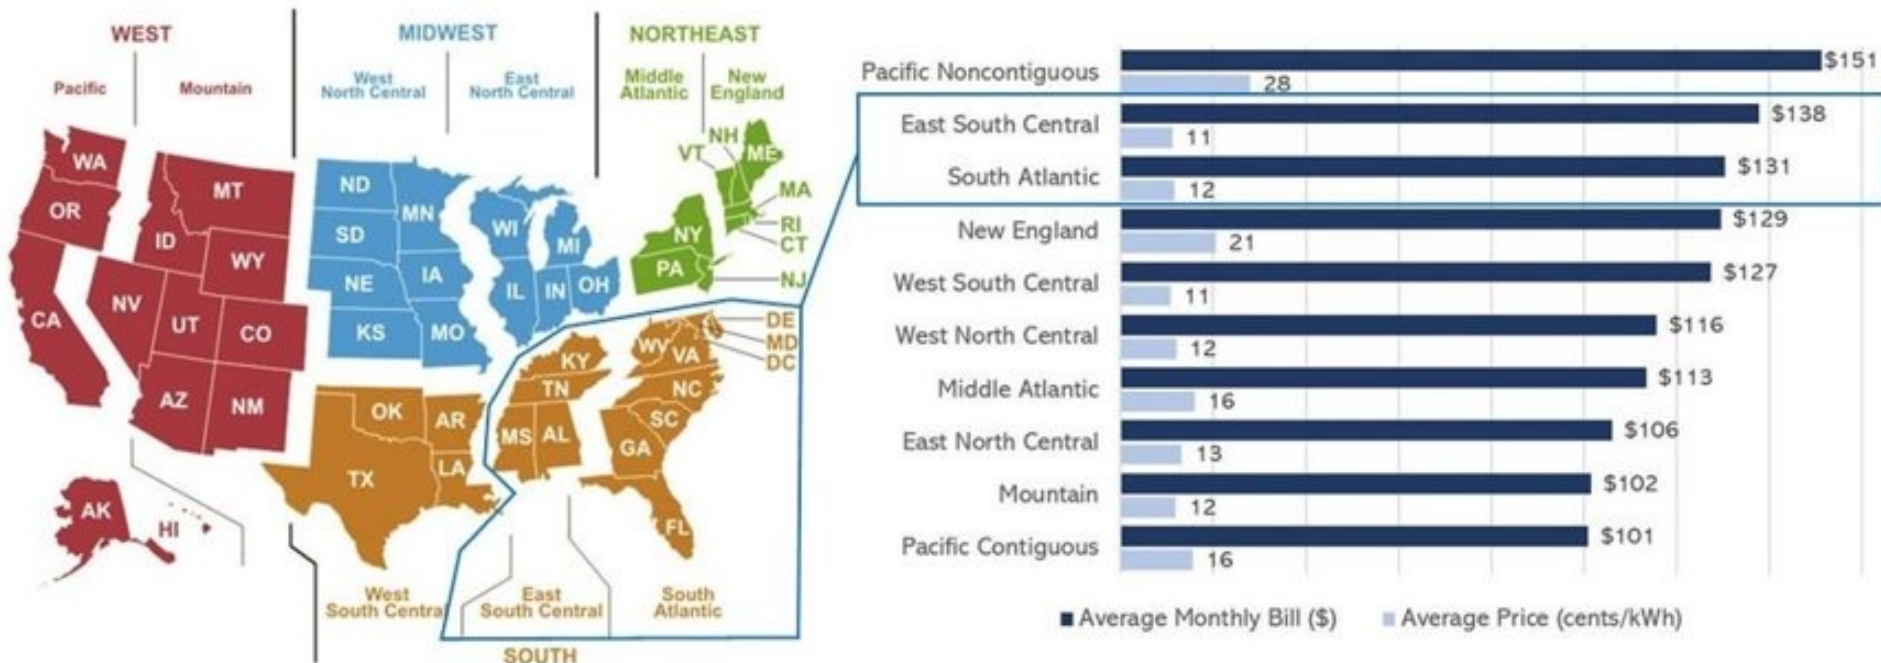 WEST
MIDWEST
NORTHEAST
Pacific
Mountain
West
North Central
East
North Central
Middle
Atlantic
New
England
WA
OR
CA
ID
NV
MT
WY
UT
CO
AZ
NM
AK
HI
ND
SD
NE
KS
MN
IA
MO
WI
MI
IL
IN
OH
VT
NH
ME
MA
RI
CT
NY
PA
NJ
DE
MD
DC
OK
AR
TX
LA
KY
TN
MS
AL
WV
VA
NC
SC
GA
FL
West
South Central
East
South Central
South
Atlantic
SOUTH
Pacific Noncontiguous
$151
28
East South Central
$138
11
South Atlantic
$131
12
New England
$129
21
West South Central
$127
11
West North Central
$116
12
Middle Atlantic
$113
16
East North Central
$106
13
Mountain
$102
12
Pacific Contiguous
$101
16
Average Monthly Bill ($)
Average Price (cents/kWh)